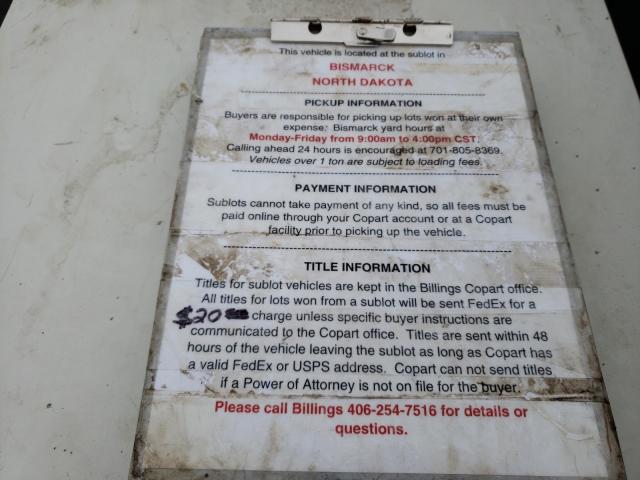 This vehicle is located at the sublot in
BISMARCK
NORTH DAKOTA
PICKUP INFORMATION
Buyers are responsible for picking up lots won at their own
expense. Bismarck yard hours at
Monday-Friday from 9:00am to 4:00pm CST.
Calling ahead 24 hours is encouraged at 701-805-8369.
Vehicles over 1 ton are subject to loading fees.
PAYMENT INFORMATION
Sublots cannot take payment of any kind, so all fees must be
paid online through your Copart account or at a Copart
facility prior to picking up the vehicle.
TITLE INFORMATION
Titles for sublot vehicles are kept in the Billings Copart office.
All titles for lots won from a sublot will be sent FedEx for a
$20 charge unless specific buyer instructions are
communicated to the Copart office. Titles are sent within 48
hours of the vehicle leaving the sublot as long as Copart has
a valid FedEx or USPS address. Copart can not send titles
if a Power of Attorney is not on file for the buyer.
Please call Billings 406-254-7516 for details or
questions.